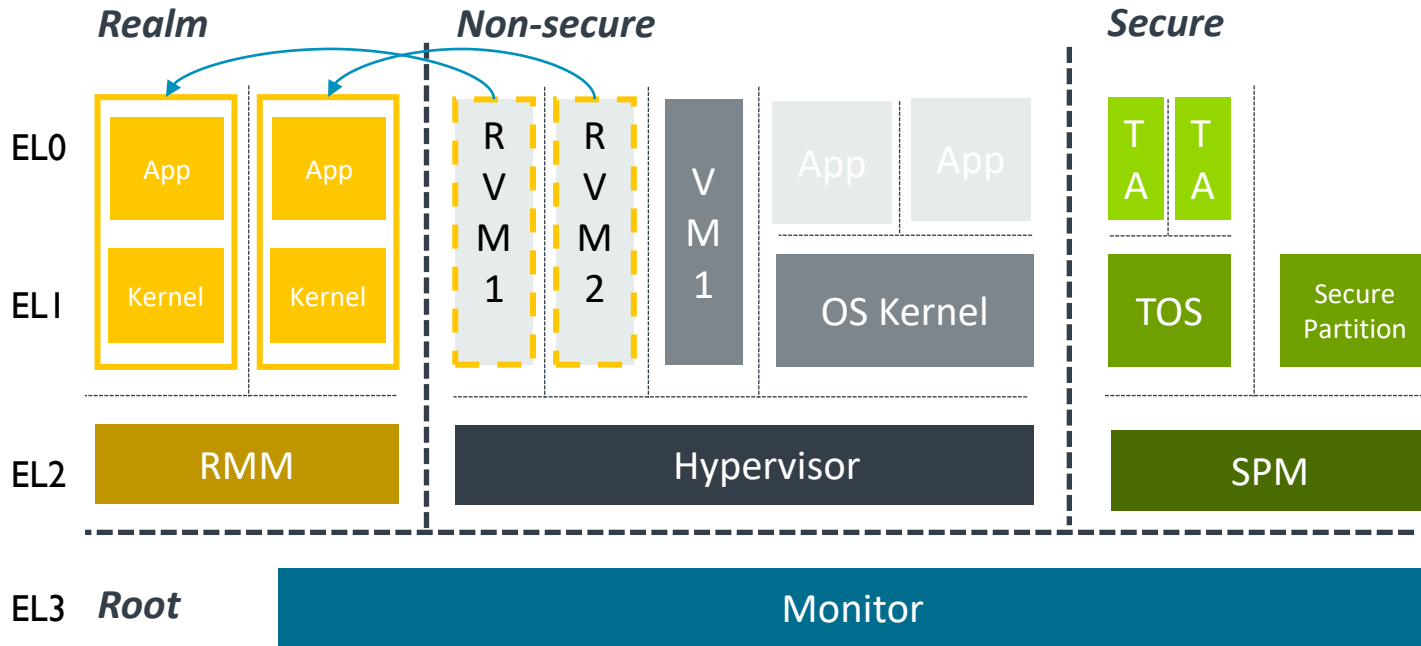 Realm
Non-secure
Secure
EL0
App
App
R
V
M
1
R
V
M
2
V
M
1
App
App
T
A
T
A
EL1
Kernel
Kernel
OS Kernel
TOS
Secure
Partition
EL2
RMM
Hypervisor
SPM
EL3
Root
Monitor